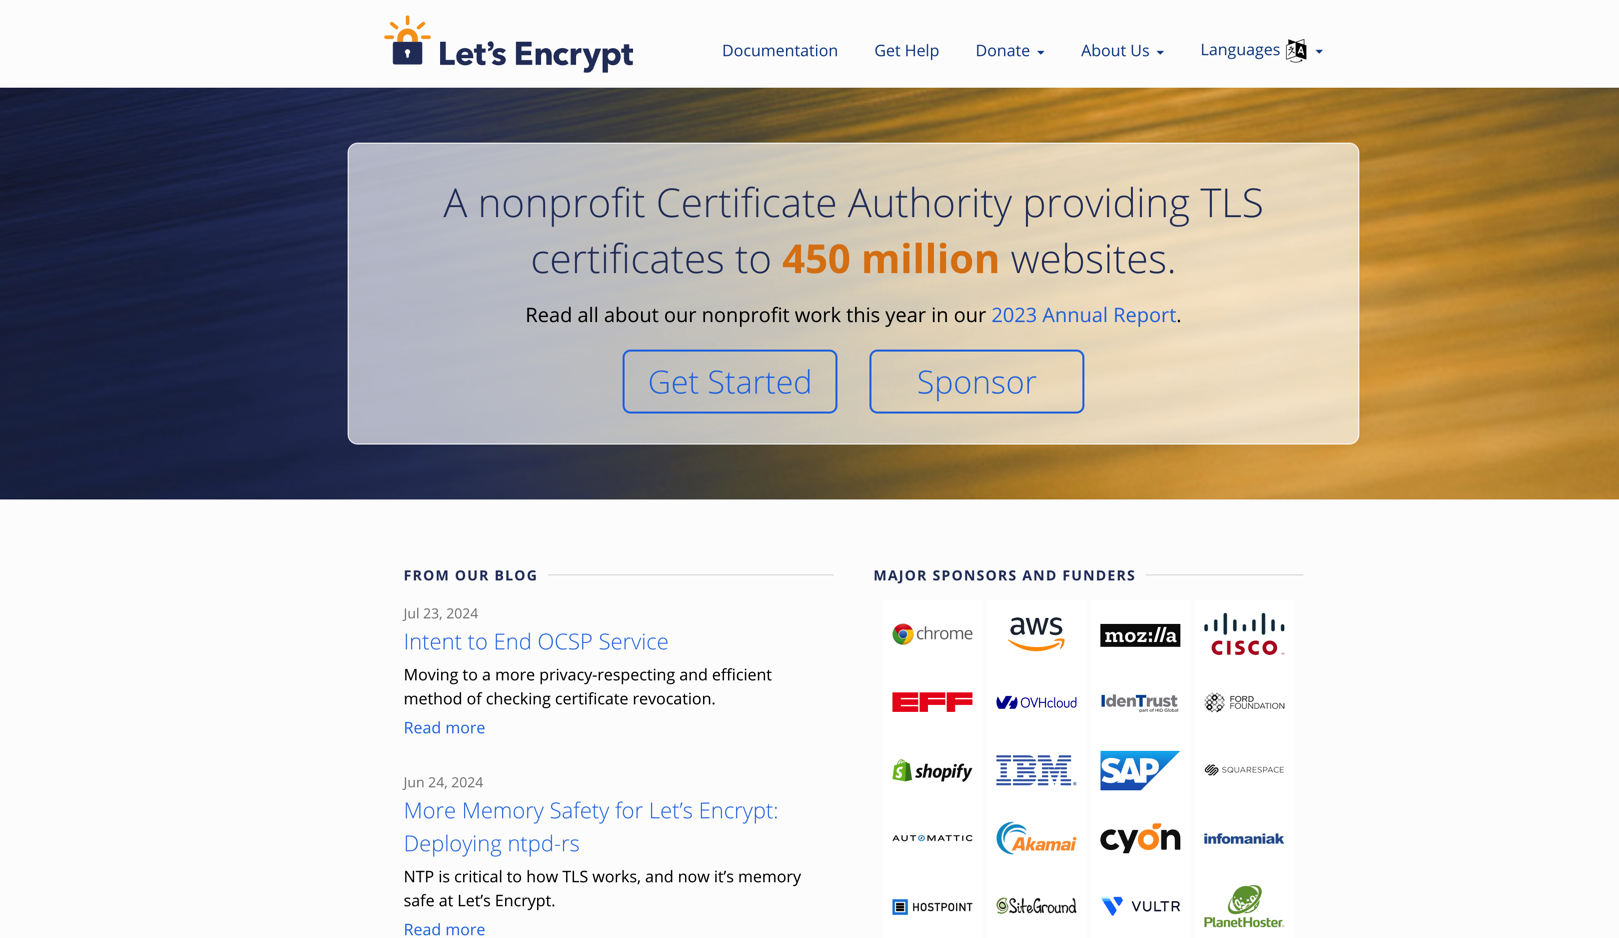 Let's Encrypt
Documentation
Get Help
Donate
About Us
Languages
A nonprofit Certificate Authority providing TLS
certificates to 450 million websites.
Read all about our nonprofit work this year in our 2023 Annual Report.
Get Started
Sponsor
FROM OUR BLOG
Jul 23, 2024
Intent to End OCSP Service
Moving to a more privacy-respecting and efficient
method of checking certificate revocation.
Read more
Jun 24, 2024
More Memory Safety for Let's Encrypt:
Deploying ntpd-rs
NTP is critical to how TLS works, and now it's memory
safe at Let's Encrypt.
Read more
MAJOR SPONSORS AND FUNDERS
chrome
aws
moz://a
CISCO
EFF
OVHcloud
IdenTrust
part of HID Global
FORD
FOUNDATION
shopify
IBM
SAP
SQUARESPACE
AUTOMATTIC
Akamai
cyon
infomaniak
HOSTPOINT
SiteGround
VULTR
PlanetHoster